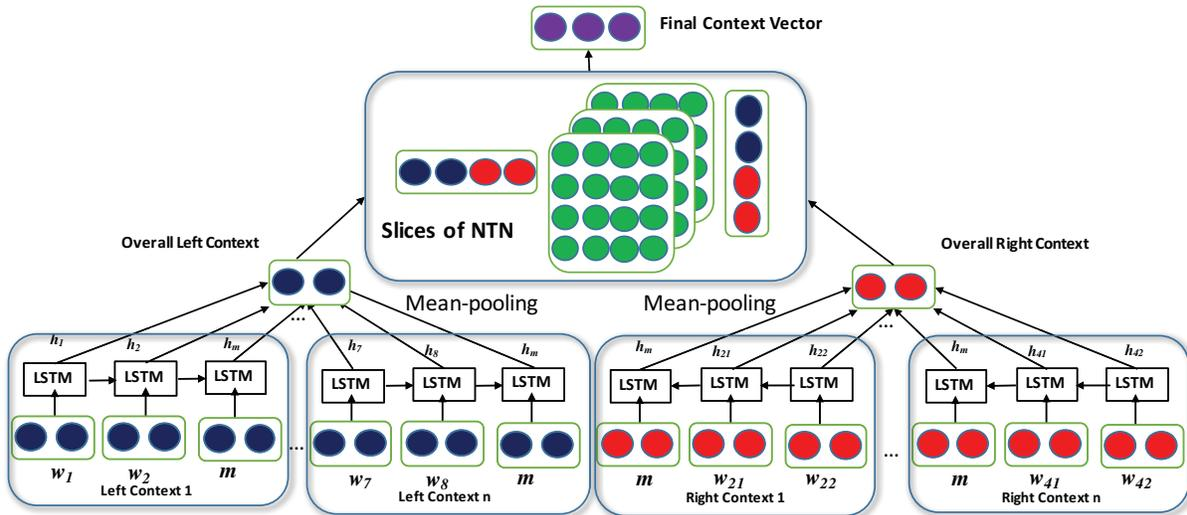 Final Context Vector
Slices of NTN
Overall Left Context
Overall Right Context
Mean-pooling
Mean-pooling
...
...
h1 h2 hm h7 h8 hm hm h21 h22 hm h41 h42
LSTM LSTM LSTM LSTM LSTM LSTM LSTM LSTM LSTM LSTM LSTM LSTM
... ...
w1 w2 m w7 w8 m m w21 w22 m w41 w42
Left Context 1 Left Context n Right Context 1 Right Context n